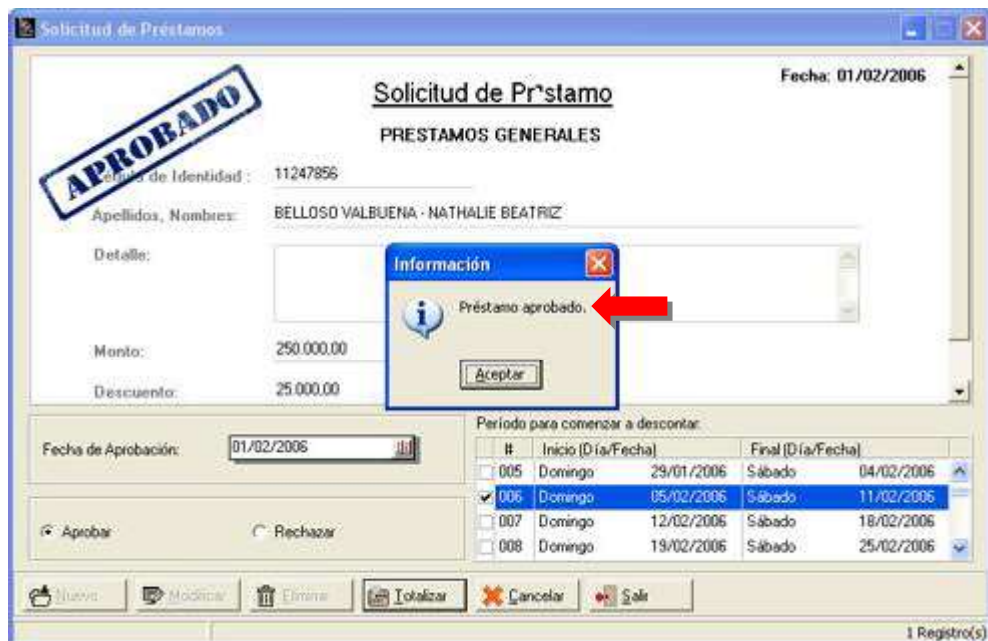 Solicitud de Préstamos
Fecha: 01/02/2006
APROBADO
Solicitud de Pr‘stamo
PRESTAMOS GENERALES
de Identidad : 11247856
Apellidos, Nombres: BELLOSO VALBUENA - NATHALIE BEATRIZ
Detalle:
Información
Préstamo aprobado.
Aceptar
Monto: 250.000,00
Descuento: 25.000,00
Fecha de Aprobación: 01/02/2006
Aprobar Rechazar
Período para comenzar a descontar:
# Inicio (Día/Fecha) Final (Día/Fecha)
005 Domingo 29/01/2006 Sábado 04/02/2006
006 Domingo 05/02/2006 Sábado 11/02/2006
007 Domingo 12/02/2006 Sábado 18/02/2006
008 Domingo 19/02/2006 Sábado 25/02/2006
Nuevo Modificar Eliminar Totalizar Cancelar Salir
1 Registro(s)